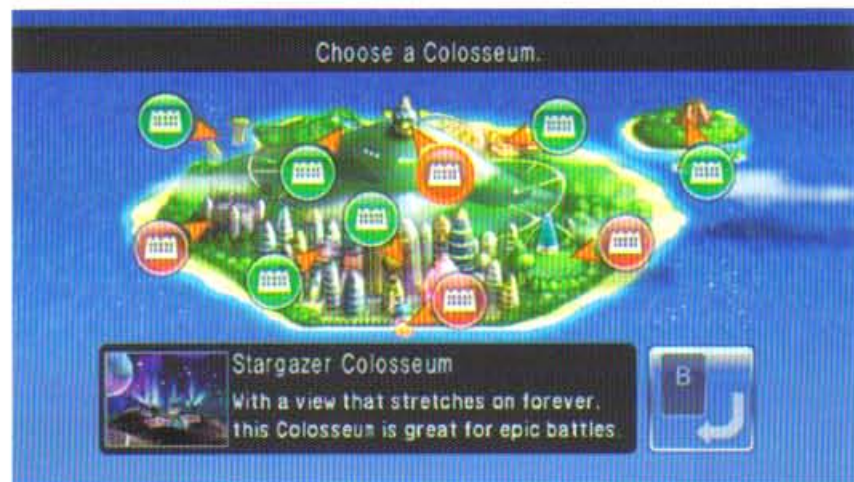 Choose a Colosseum.
Stargazer Colosseum
With a view that stretches on forever,
this Colosseum is great for epic battles.
B